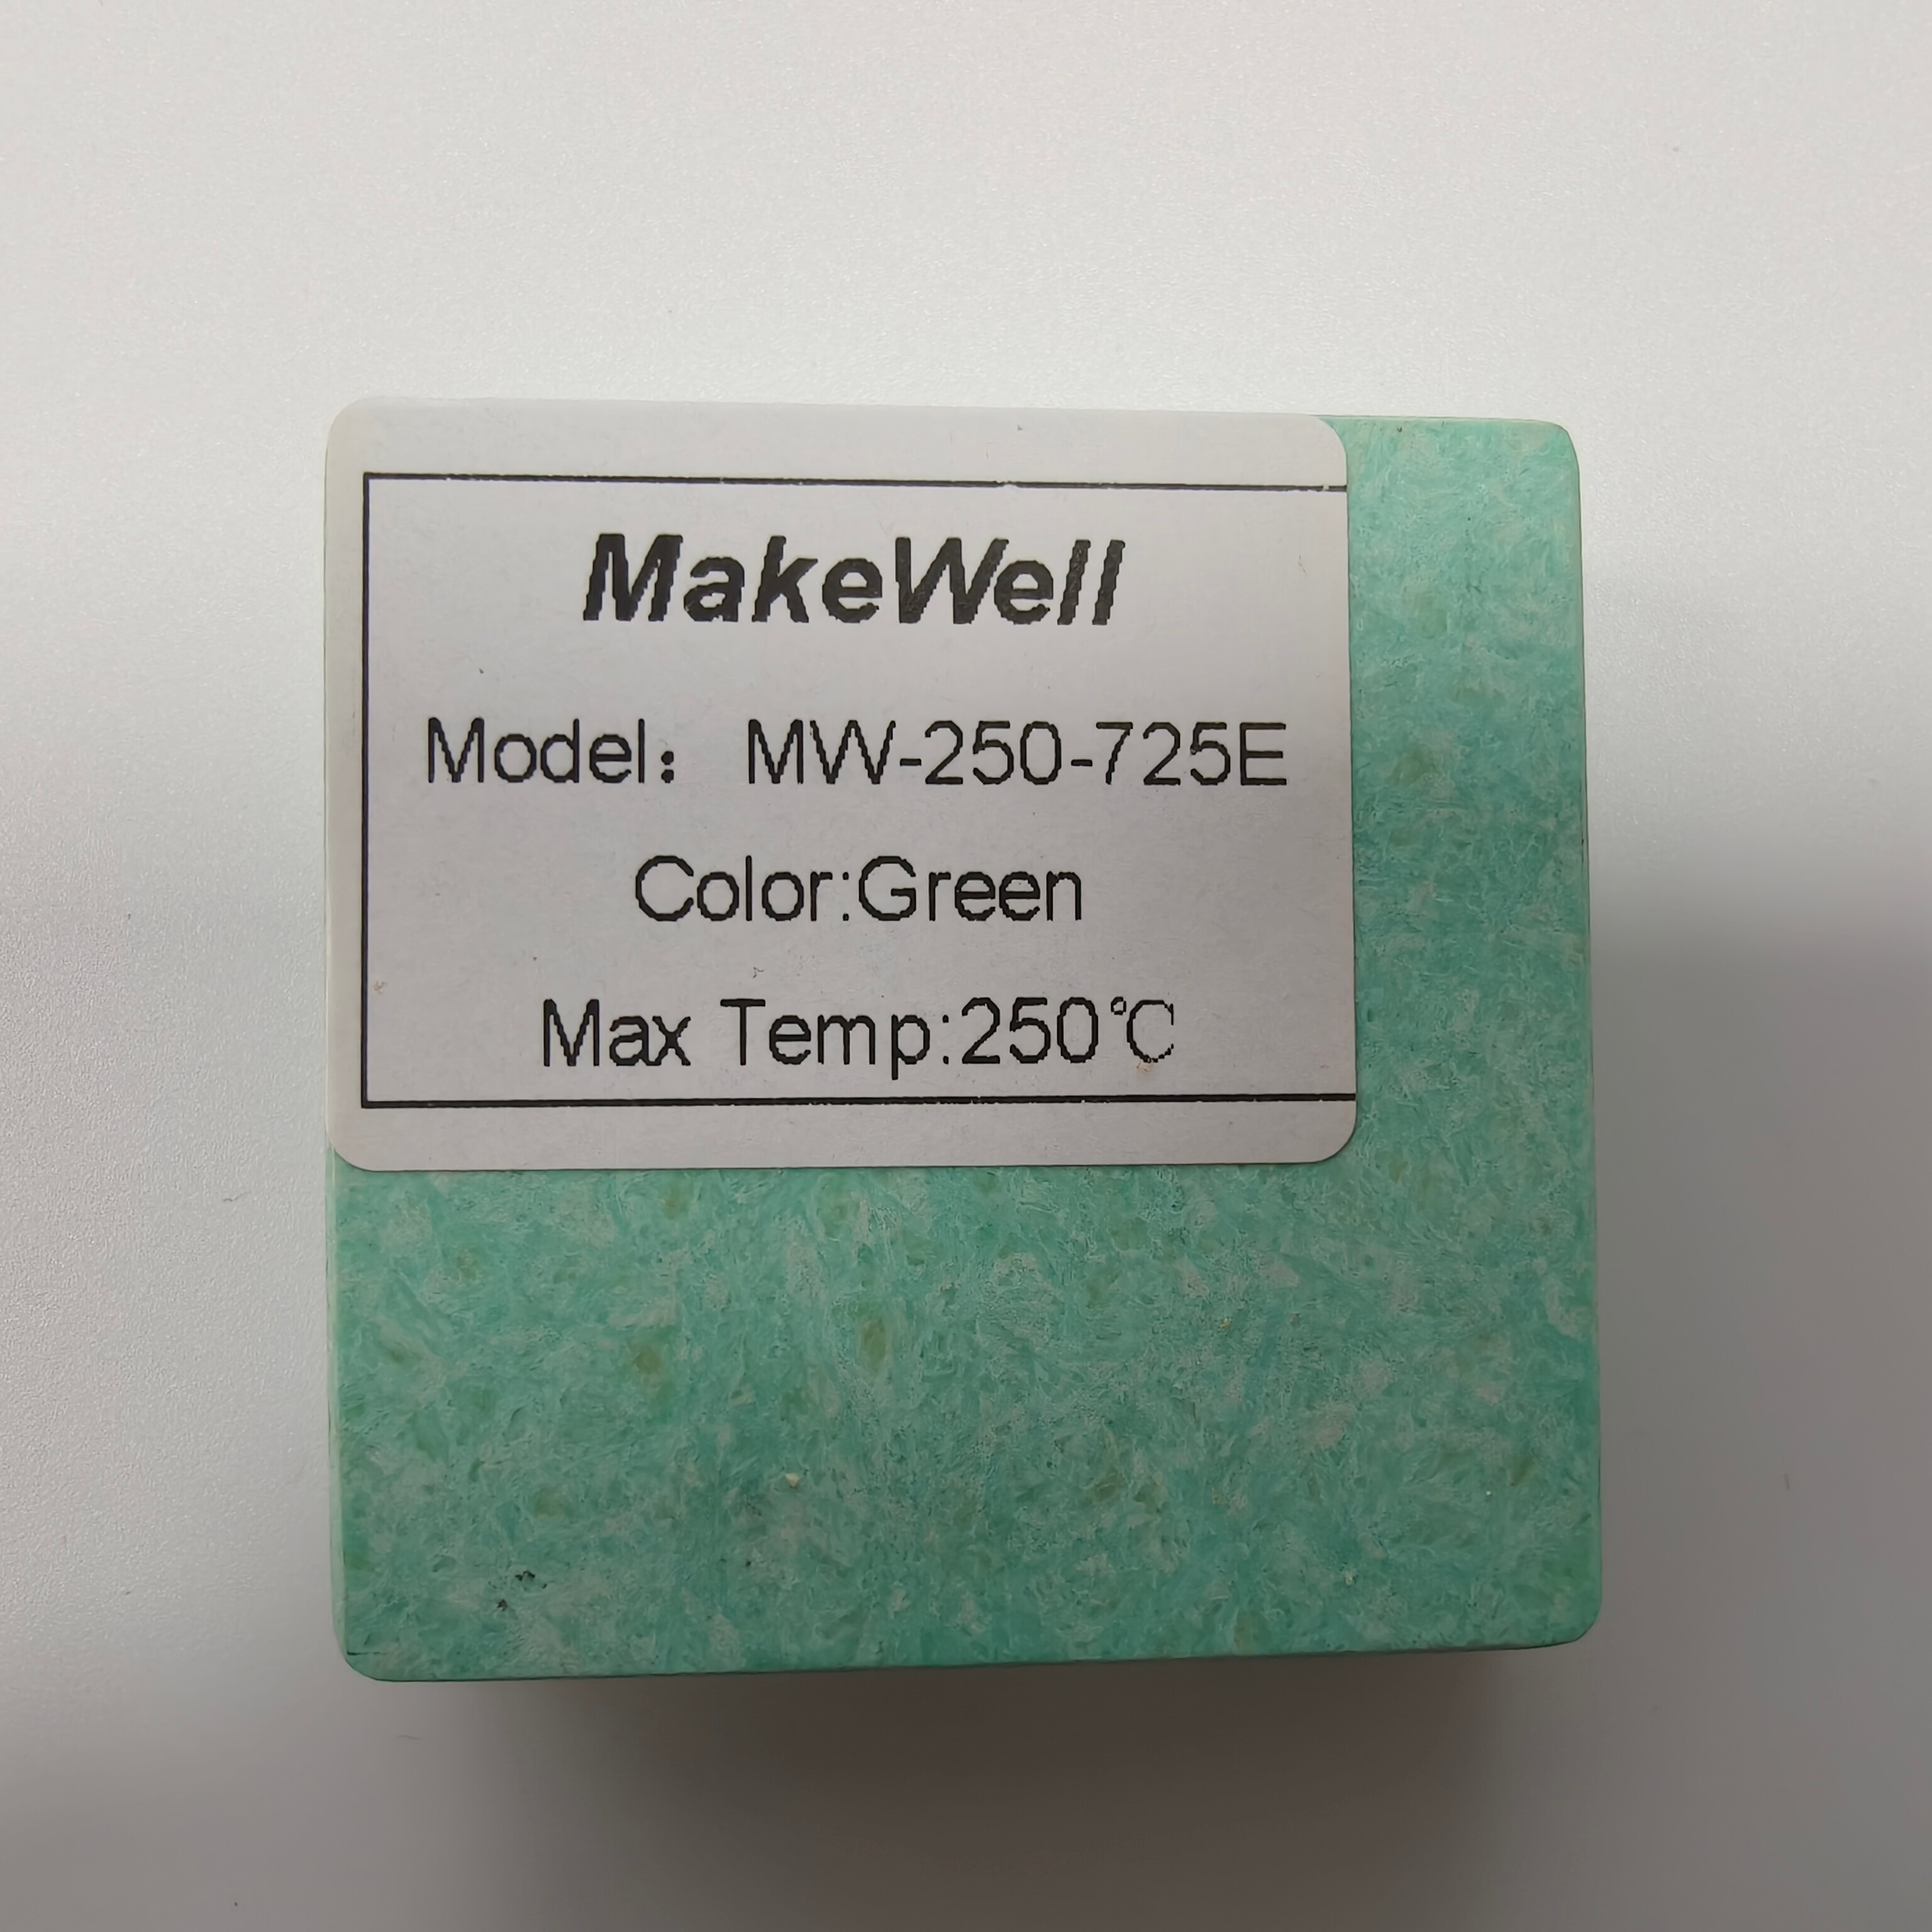 MakeWell
Model： MW-250-725E
Color:Green
Max Temp:250℃